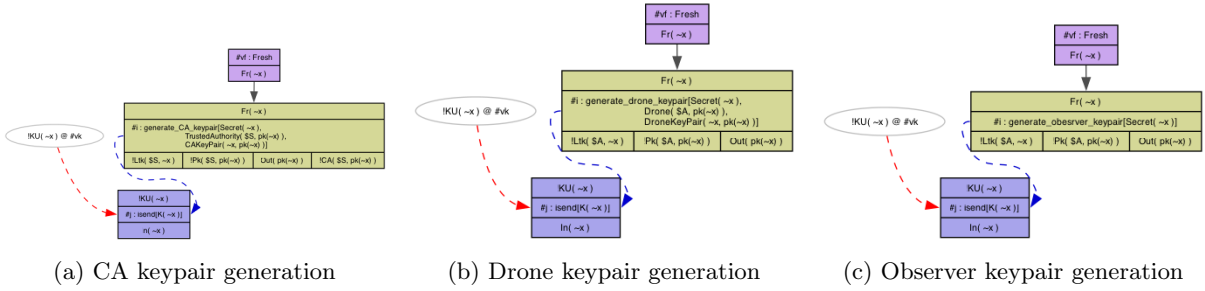 #vf : Fresh
Fr( ~x )
Fr( ~x )
!KU( ~x ) @ #vk
#i : generate_CA_keypair[Secret( ~x ),
TrustedAuthority( $S, pk(~x) ),
CAKeyPair( ~x, pk(~x) )]
!Ltk( $S, ~x ) !Pk( $S, pk(~x) ) Out( pk(~x) ) !CA( $S, pk(~x) )
!KU( ~x )
#j : isend[K( ~x )]
In( ~x )
(a) CA keypair generation
#vf : Fresh
Fr( ~x )
Fr( ~x )
!KU( ~x ) @ #vk
#i : generate_drone_keypair[Secret( ~x ),
Drone( $A, pk(~x) ),
DroneKeyPair( ~x, pk(~x) )]
!Ltk( $A, ~x ) !Pk( $A, pk(~x) ) Out( pk(~x) )
!KU( ~x )
#j : isend[K( ~x )]
In( ~x )
(b) Drone keypair generation
#vf : Fresh
Fr( ~x )
Fr( ~x )
!KU( ~x ) @ #vk
#i : generate_obesrver_keypair[Secret( ~x )]
!Ltk( $A, ~x ) !Pk( $A, pk(~x) ) Out( pk(~x) )
!KU( ~x )
#j : isend[K( ~x )]
In( ~x )
(c) Observer keypair generation